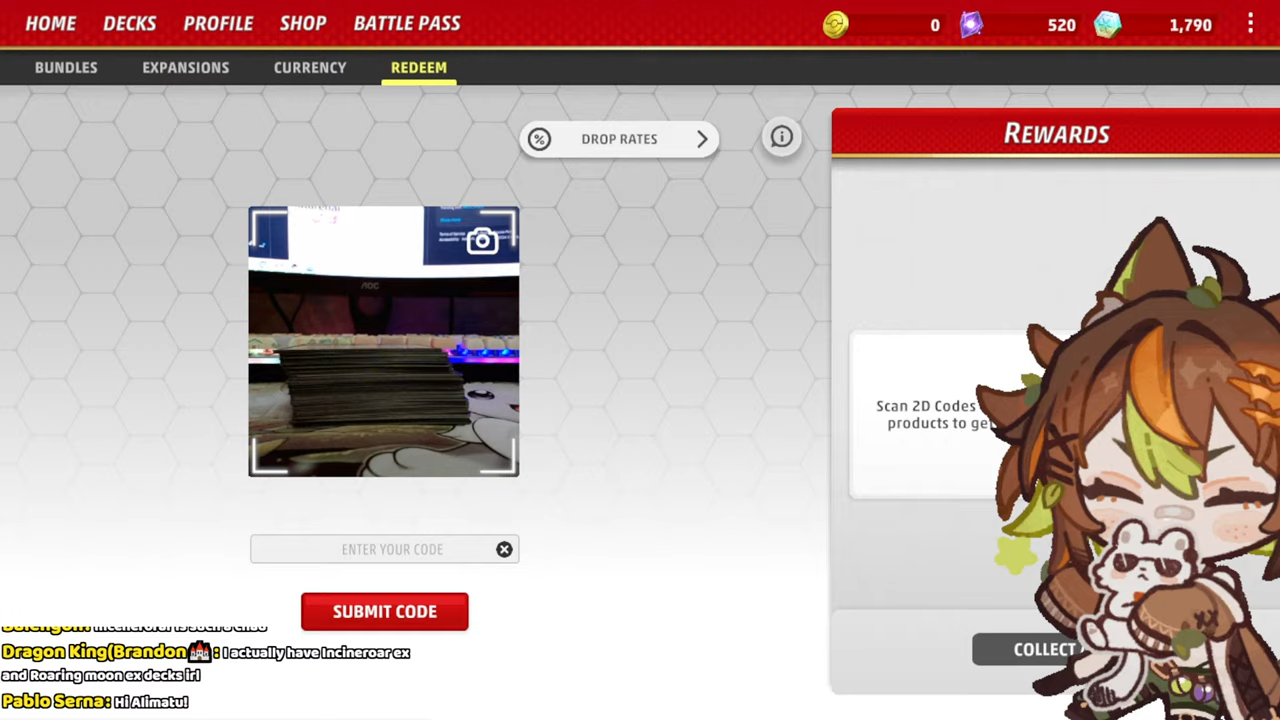 HOME DECKS PROFILE SHOP BATTLE PASS 0 520 1,790
BUNDLES EXPANSIONS CURRENCY REDEEM
DROP RATES
REWARDS
AOC
Scan 2D Codes
products to get
ENTER YOUR CODE
SUBMIT CODE
COLLECT
Dragon King(Brandon🏰: I actually have Incineroar ex
and Roaring moon ex decks irl
Pablo Serna: Hi Alimatu!